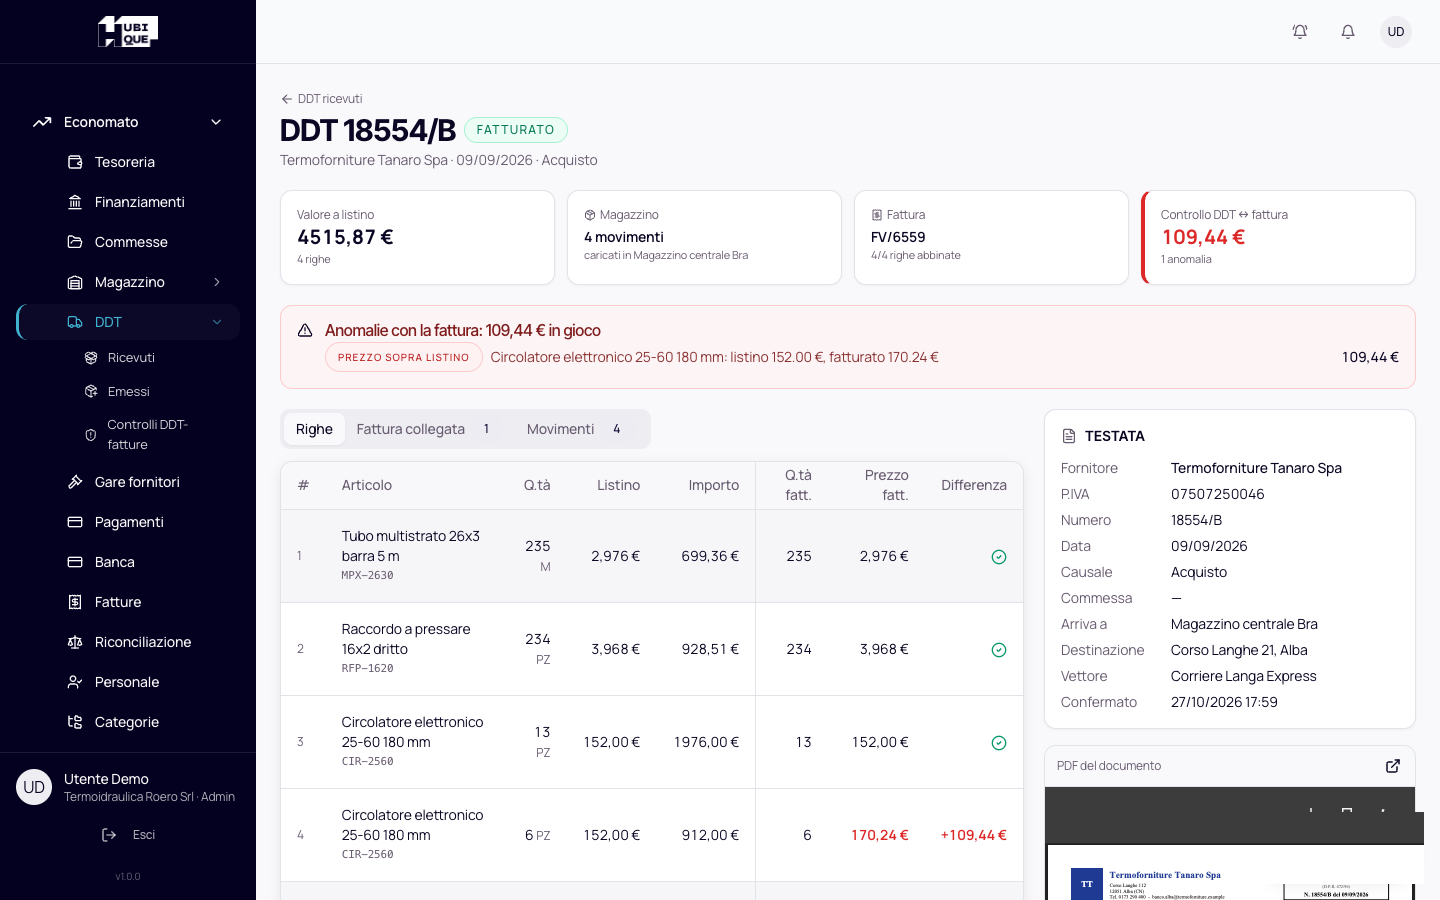 UBI
QUE
UD
Economato
Tesoreria
Finanziamenti
Commesse
Magazzino
DDT
Ricevuti
Emessi
Controlli DDT-
fatture
Gare fornitori
Pagamenti
Banca
Fatture
Riconciliazione
Personale
Categorie
UD
Utente Demo
Termoidraulica Roero Srl · Admin
Esci
v1.0.0
DDT ricevuti
DDT 18554/B FATTURATO
Termoforniture Tanaro Spa · 09/09/2026 · Acquisto
Valore a listino
4515,87 €
4 righe
Magazzino
4 movimenti
caricati in Magazzino centrale Bra
Fattura
FV/6559
4/4 righe abbinate
Controllo DDT ↔ fattura
109,44 €
1 anomalia
Anomalie con la fattura: 109,44 € in gioco
PREZZO SOPRA LISTINO Circolatore elettronico 25-60 180 mm: listino 152.00 €, fatturato 170.24 € 109,44 €
Righe Fattura collegata 1 Movimenti 4
# Articolo Q.tà Listino Importo Q.tà fatt. Prezzo fatt. Differenza
1 Tubo multistrato 26x3 barra 5 m MPX-2630 235 M 2,976 € 699,36 € 235 2,976 €
2 Raccordo a pressare 16x2 dritto RFP-1620 234 PZ 3,968 € 928,51 € 234 3,968 €
3 Circolatore elettronico 25-60 180 mm CIR-2560 13 PZ 152,00 € 1976,00 € 13 152,00 €
4 Circolatore elettronico 25-60 180 mm CIR-2560 6 PZ 152,00 € 912,00 € 6 170,24 € +109,44 €
TESTATA
Fornitore Termoforniture Tanaro Spa
P.IVA 07507250046
Numero 18554/B
Data 09/09/2026
Causale Acquisto
Commessa —
Arriva a Magazzino centrale Bra
Destinazione Corso Langhe 21, Alba
Vettore Corriere Langa Express
Confermato 27/10/2026 17:59
PDF del documento
TT
Termoforniture Tanaro Spa
Corso Langhe 112
12051 Alba (CN)
N. 18554/B del 09/09/2026